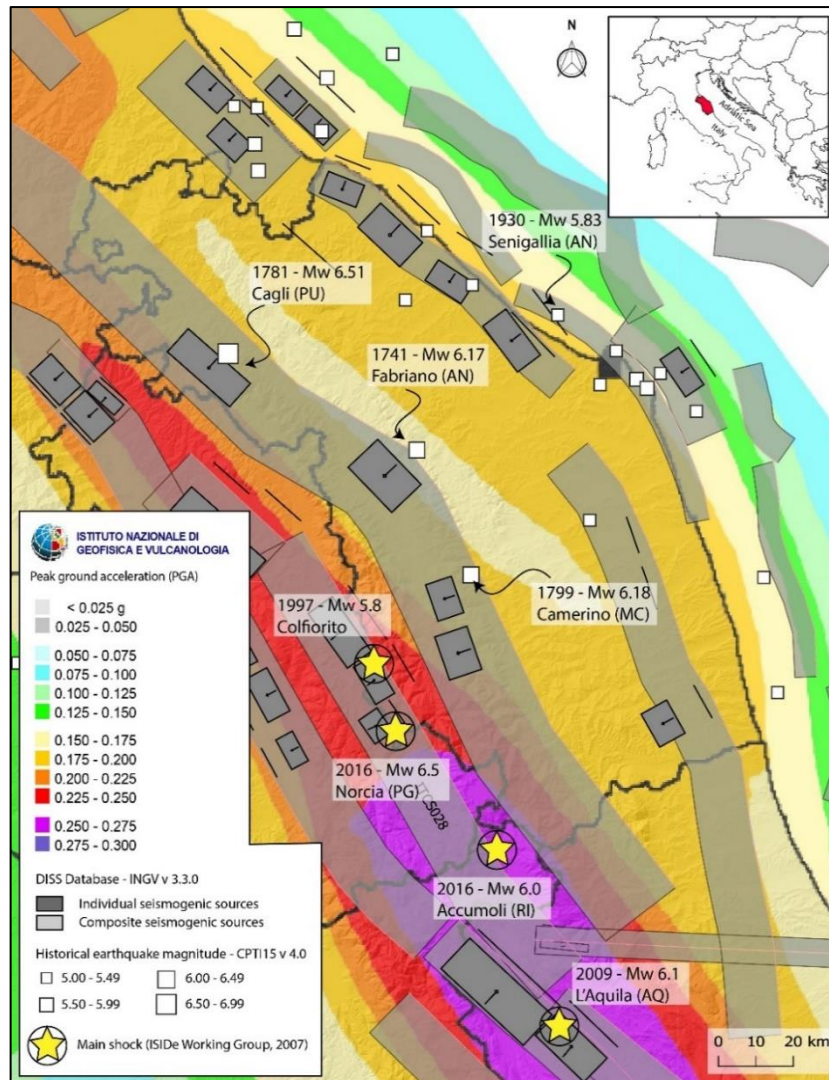 N
Adriatic Sea
Italy
1930 - Mw 5.83
Senigallia (AN)
1781 - Mw 6.51
Cagli (PU)
1741 - Mw 6.17
Fabriano (AN)
1799 - Mw 6.18
Camerino (MC)
1997 - Mw 5.8
Colfiorito
2016 - Mw 6.5
Norcia (PG)
ITCS028
2016 - Mw 6.0
Accumoli (RI)
2009 - Mw 6.1
L'Aquila (AQ)
ISTITUTO NAZIONALE DI
GEOFISICA E VULCANOLOGIA
Peak ground acceleration (PGA)
< 0.025 g
0.025 - 0.050
0.050 - 0.075
0.075 - 0.100
0.100 - 0.125
0.125 - 0.150
0.150 - 0.175
0.175 - 0.200
0.200 - 0.225
0.225 - 0.250
0.250 - 0.275
0.275 - 0.300
DISS Database - INGV v 3.3.0
Individual seismogenic sources
Composite seismogenic sources
Historical earthquake magnitude - CPTI15 v 4.0
5.00 - 5.49 6.00 - 6.49
5.50 - 5.99 6.50 - 6.99
Main shock (ISIDe Working Group, 2007)
0 10 20 km